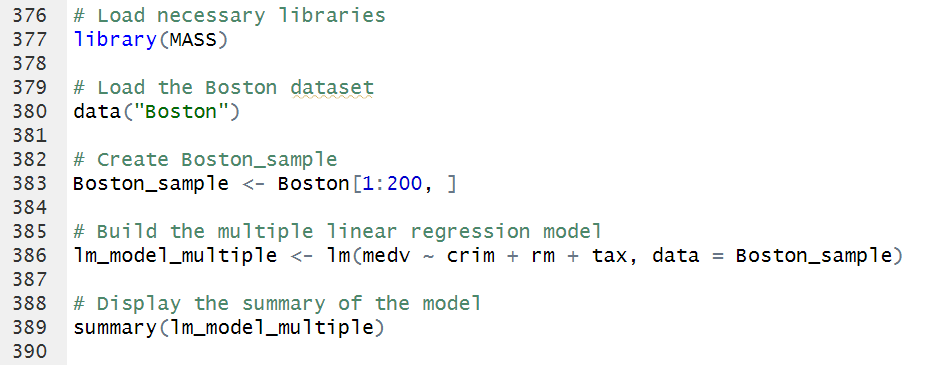 376 # Load necessary libraries
377 library(MASS)
378
379 # Load the Boston dataset
380 data("Boston")
381
382 # Create Boston_sample
383 Boston_sample <- Boston[1:200, ]
384
385 # Build the multiple linear regression model
386 lm_model_multiple <- lm(medv ~ crim + rm + tax, data = Boston_sample)
387
388 # Display the summary of the model
389 summary(lm_model_multiple)
390